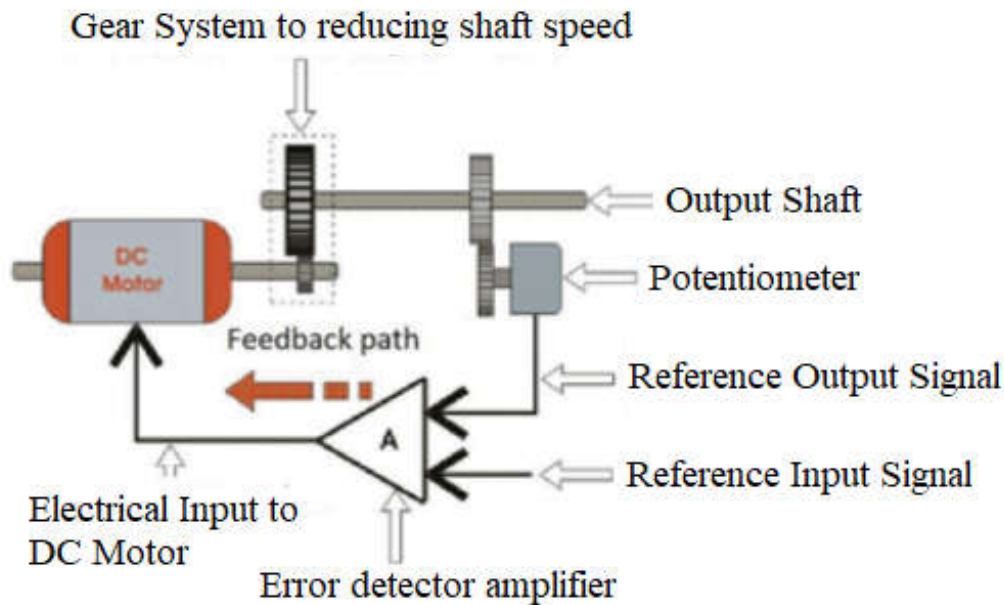 Gear System to reducing shaft speed
Output Shaft
DC
Motor
Potentiometer
Feedback path
Reference Output Signal
A
Reference Input Signal
Electrical Input to
DC Motor
Error detector amplifier